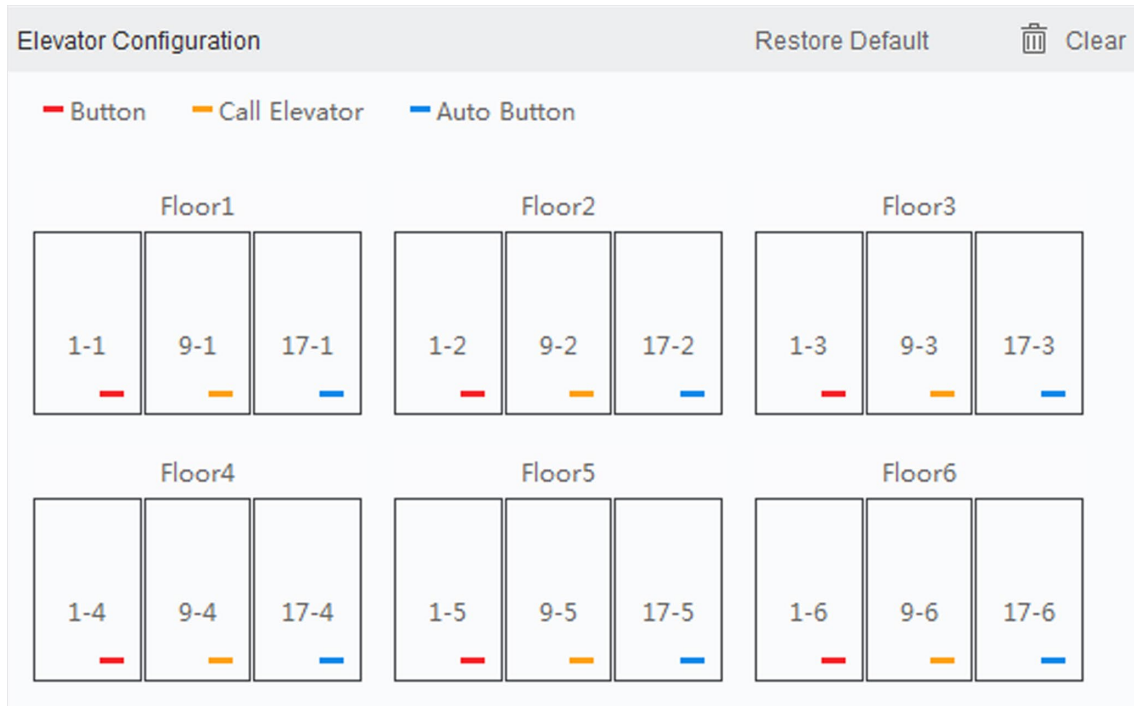 Elevator Configuration Restore Default Clear
Button Call Elevator Auto Button
Floor1 Floor2 Floor3
1-1 9-1 17-1 1-2 9-2 17-2 1-3 9-3 17-3
Floor4 Floor5 Floor6
1-4 9-4 17-4 1-5 9-5 17-5 1-6 9-6 17-6